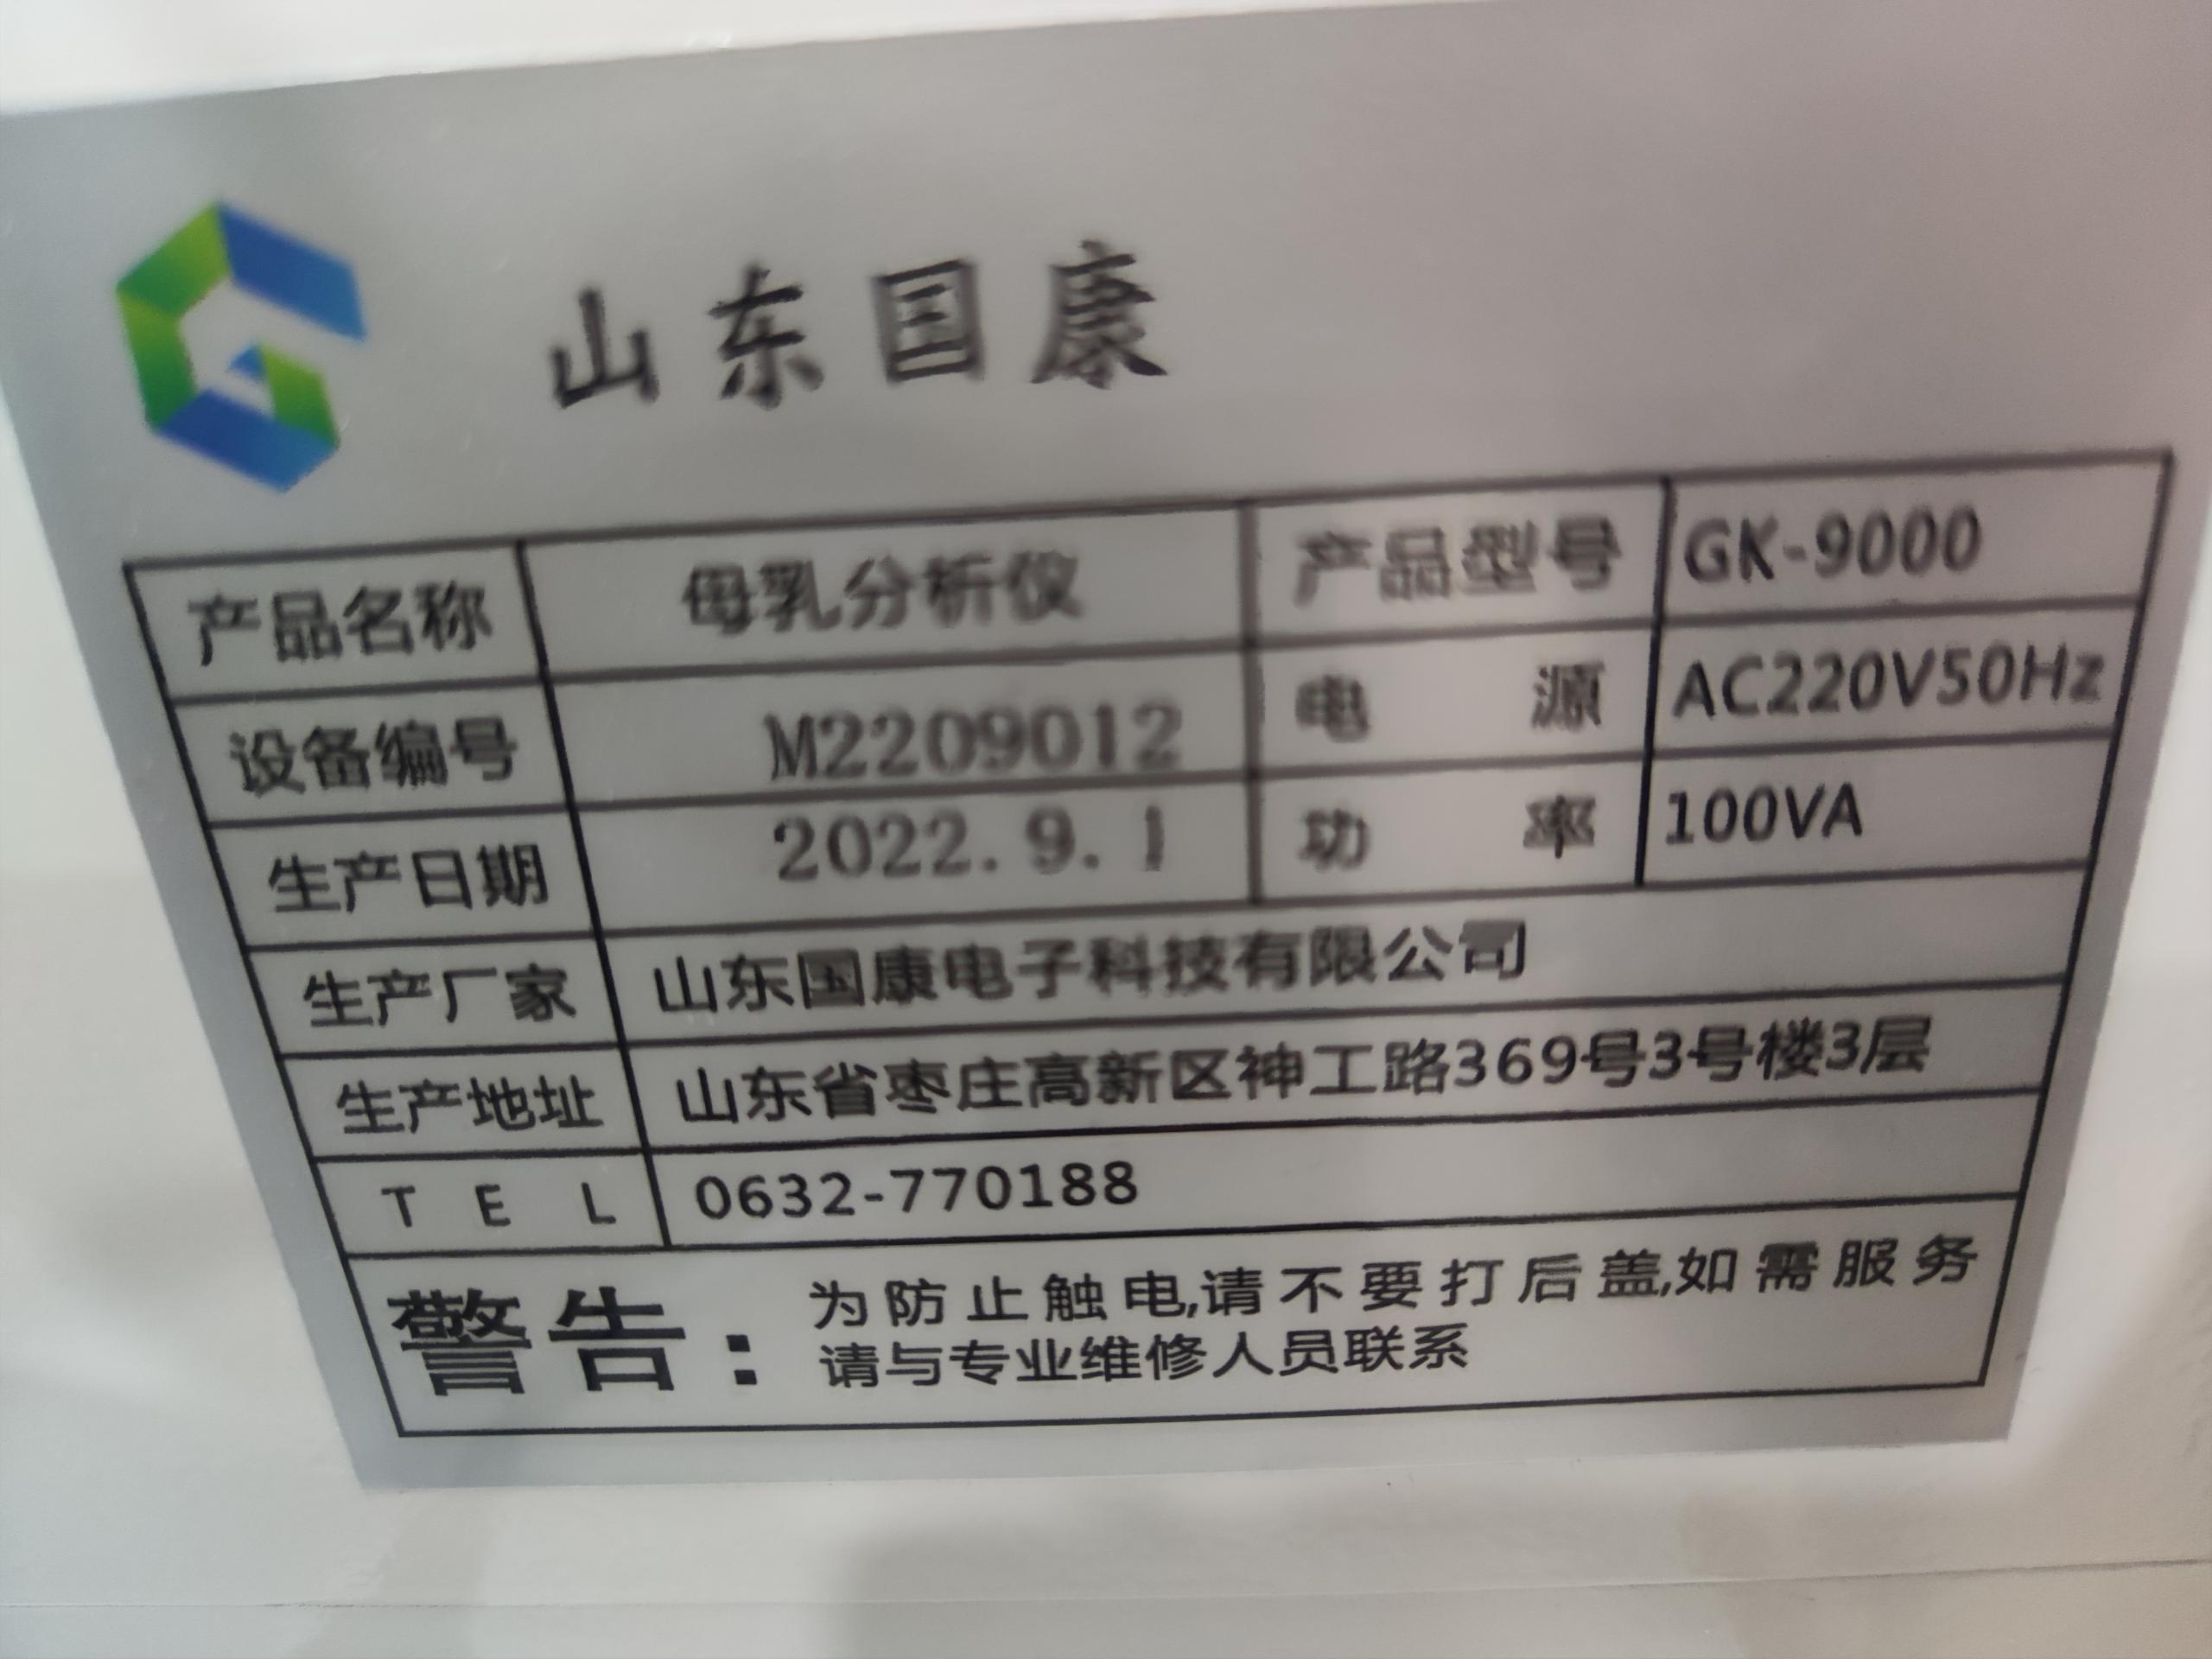 山东国康
产品名称 母乳分析仪 产品型号 GK-9000
设备编号 M2209012 电 源 AC220V50Hz
生产日期 2022.9.1 功 率 100VA
生产厂家 山东国康电子科技有限公司
生产地址 山东省枣庄高新区神工路369号3号楼3层
T E L 0632-770188
警告： 为防止触电,请不要打后盖,如需服务
请与专业维修人员联系